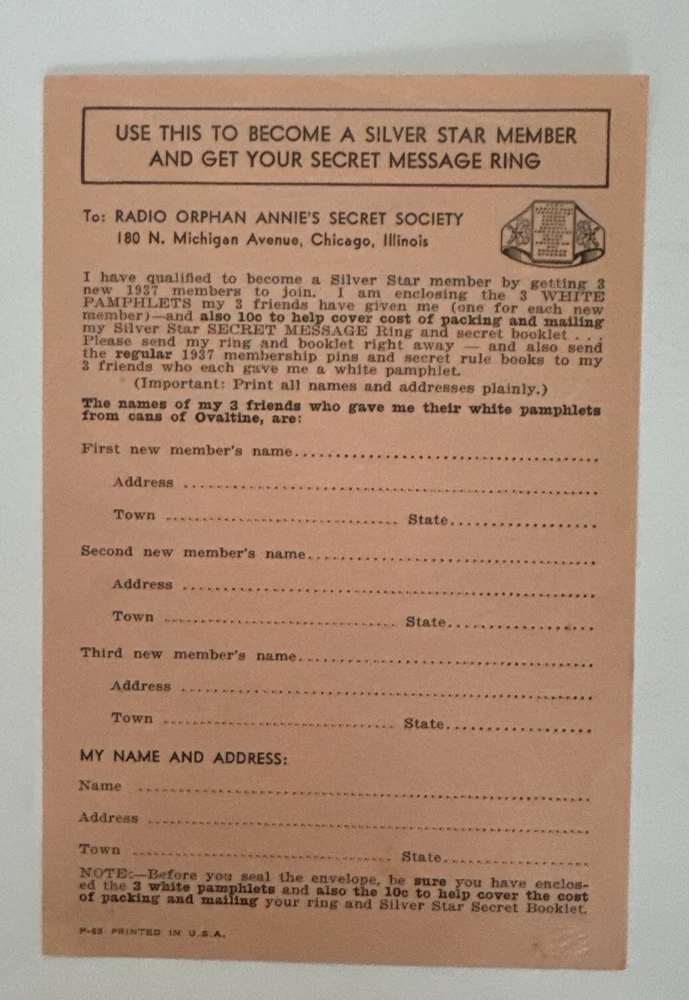 USE THIS TO BECOME A SILVER STAR MEMBER
AND GET YOUR SECRET MESSAGE RING
To: RADIO ORPHAN ANNIE'S SECRET SOCIETY
180 N. Michigan Avenue, Chicago, Illinois
I have qualified to become a Silver Star member by getting 3
new 1937 members to join. I am enclosing the 3 WHITE
PAMPHLETS my 3 friends have given me (one for each new
member)—and also 10c to help cover cost of packing and mailing
my Silver Star SECRET MESSAGE Ring and secret booklet . . .
Please send my ring and booklet right away — and also send
the regular 1937 membership pins and secret rule books to my
3 friends who each gave me a white pamphlet.
(Important: Print all names and addresses plainly.)
The names of my 3 friends who gave me their white pamphlets
from cans of Ovaltine, are:
First new member's name........................................
Address ........................................................
Town ................................ State....................
Second new member's name......................................
Address ........................................................
Town ................................ State....................
Third new member's name.......................................
Address ........................................................
Town ................................ State....................
MY NAME AND ADDRESS:
Name ...........................................................
Address ........................................................
Town ................................ State....................
NOTE:—Before you seal the envelope, be sure you have enclos-
ed the 3 white pamphlets and also the 10c to help cover the cost
of packing and mailing your ring and Silver Star Secret Booklet.
P-63 PRINTED IN U.S.A.